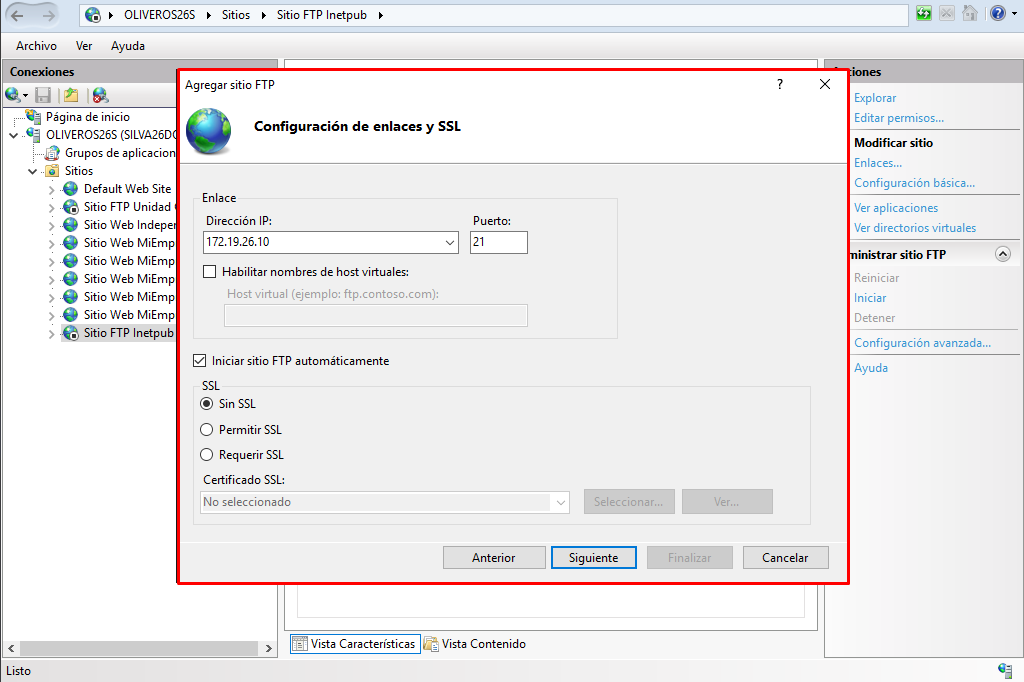 OLIVEROS26S Sitios Sitio FTP Inetpub
Archivo Ver Ayuda
Conexiones
Página de inicio
OLIVEROS26S (SILVA26DO
Grupos de aplicacion
Sitios
Default Web Site
Sitio FTP Unidad
Sitio Web Indepen
Sitio Web MiEmp
Sitio Web MiEmp
Sitio Web MiEmp
Sitio Web MiEmp
Sitio Web MiEmp
Sitio FTP Inetpub
Agregar sitio FTP ?
Configuración de enlaces y SSL
Enlace
Dirección IP: Puerto:
172.19.26.10 21
Habilitar nombres de host virtuales:
Host virtual (ejemplo: ftp.contoso.com):
Iniciar sitio FTP automáticamente
SSL
Sin SSL
Permitir SSL
Requerir SSL
Certificado SSL:
No seleccionado Seleccionar... Ver...
Anterior Siguiente Finalizar Cancelar
Vista Características Vista Contenido
ciones
Explorar
Editar permisos...
Modificar sitio
Enlaces...
Configuración básica...
Ver aplicaciones
Ver directorios virtuales
ministrar sitio FTP
Reiniciar
Iniciar
Detener
Configuración avanzada...
Ayuda
Listo